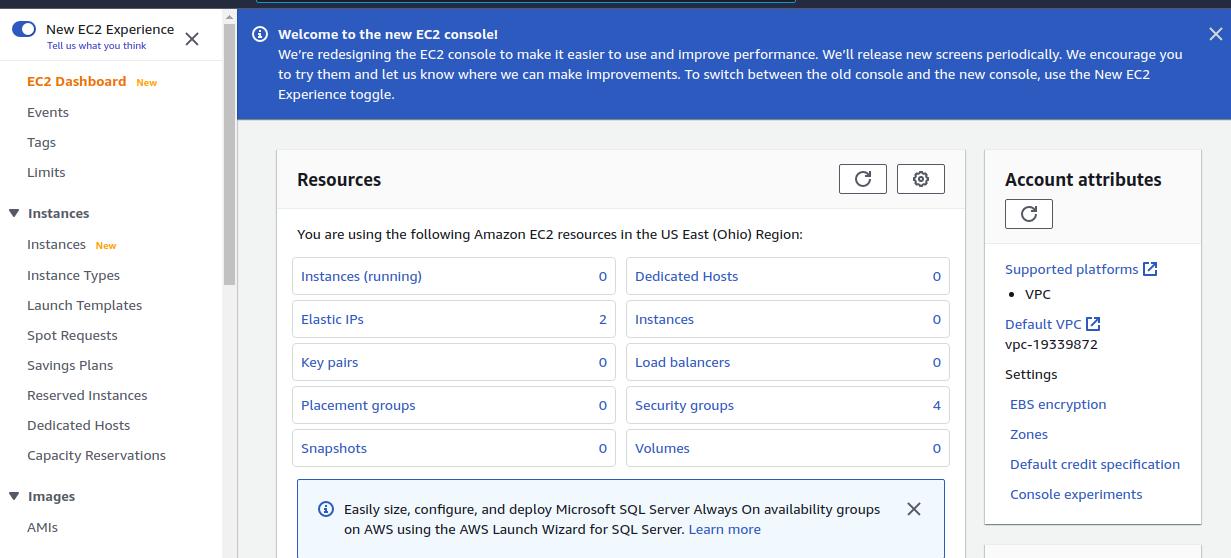 New EC2 Experience
Tell us what you think
EC2 Dashboard New
Events
Tags
Limits
Instances
Instances New
Instance Types
Launch Templates
Spot Requests
Savings Plans
Reserved Instances
Dedicated Hosts
Capacity Reservations
Images
AMIs
Welcome to the new EC2 console!
We're redesigning the EC2 console to make it easier to use and improve performance. We'll release new screens periodically. We encourage you
to try them and let us know where we can make improvements. To switch between the old console and the new console, use the New EC2
Experience toggle.
Resources
You are using the following Amazon EC2 resources in the US East (Ohio) Region:
Instances (running) 0 Dedicated Hosts 0
Elastic IPs 2 Instances 0
Key pairs 0 Load balancers 0
Placement groups 0 Security groups 4
Snapshots 0 Volumes 0
Easily size, configure, and deploy Microsoft SQL Server Always On availability groups
on AWS using the AWS Launch Wizard for SQL Server. Learn more
Account attributes
Supported platforms
• VPC
Default VPC
vpc-19339872
Settings
EBS encryption
Zones
Default credit specification
Console experiments